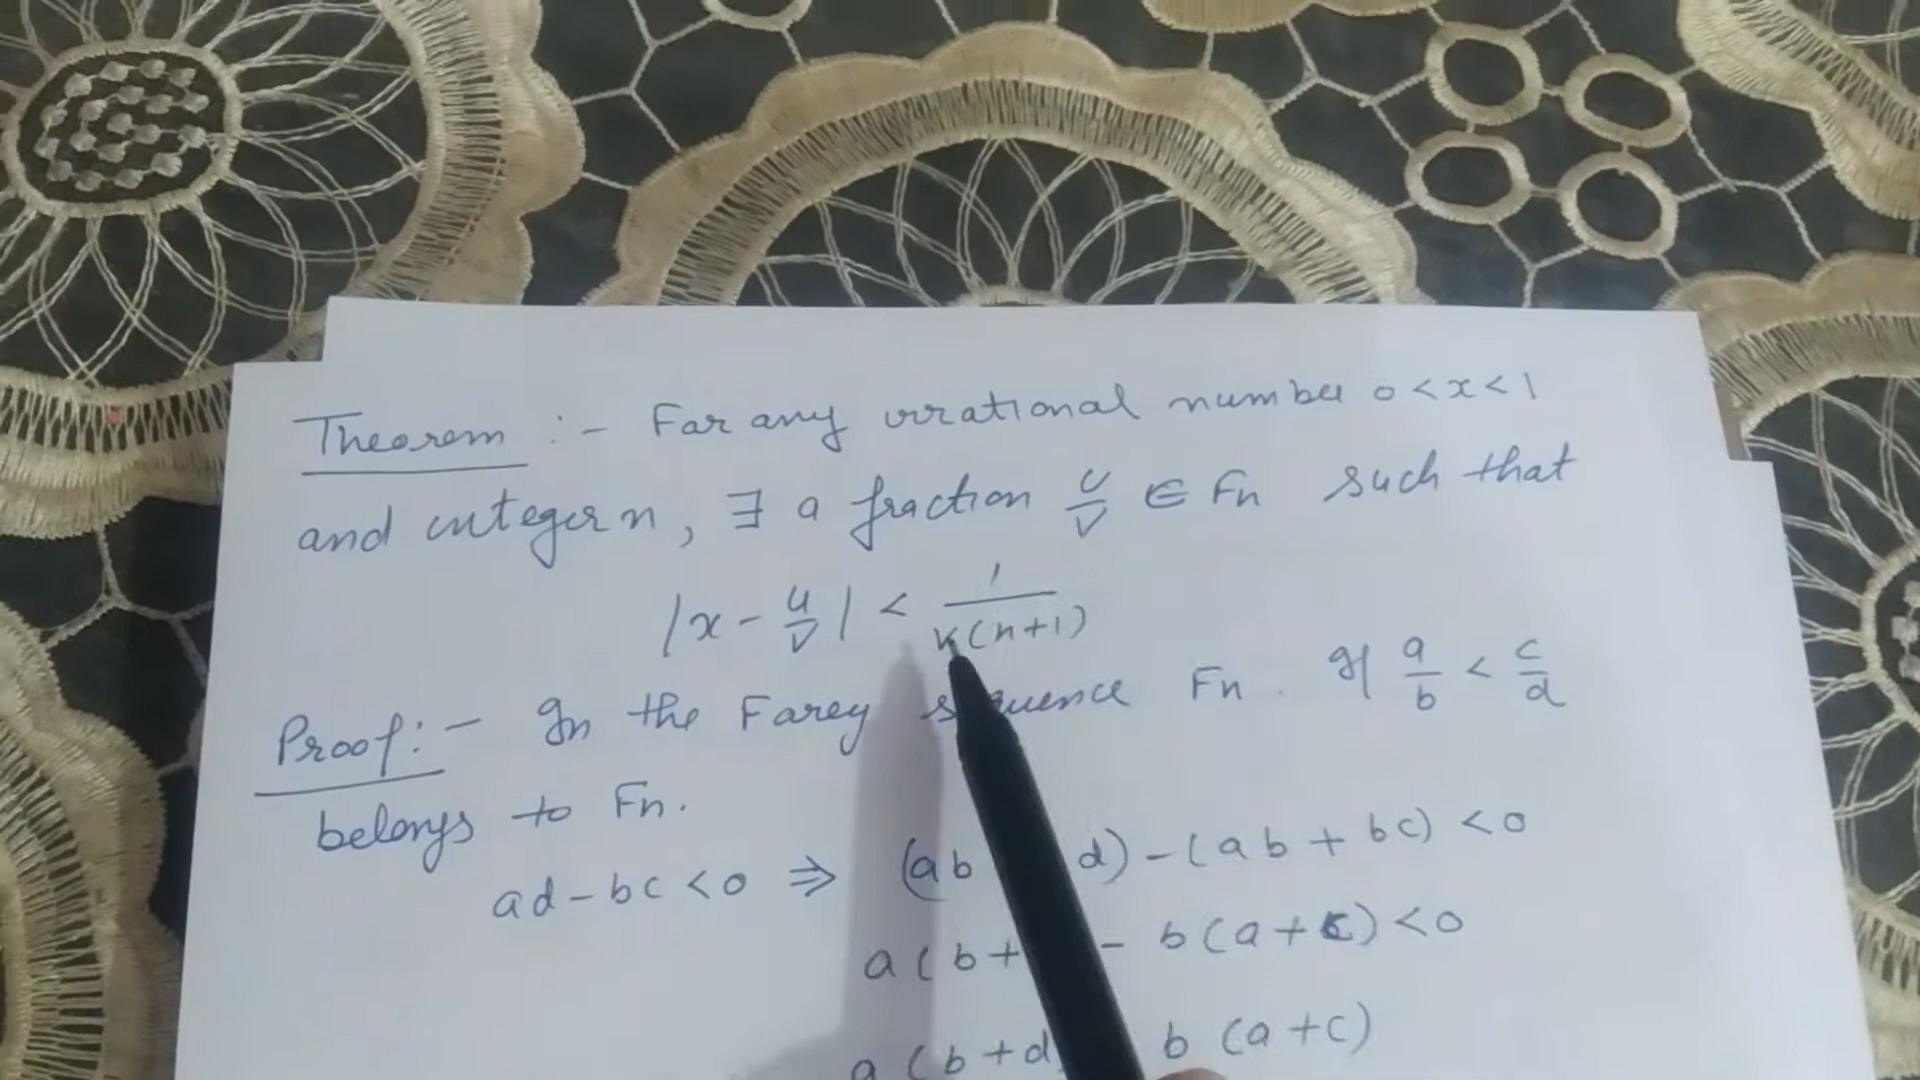 Theorem :- For any irrational number 0 < x < 1
and integer n, ∃ a fraction u/v ∈ Fn such that
|x - u/v| < 1/v(n+1)
Proof :- In the Farey sequence Fn. If a/b < c/d
belongs to Fn.
ad - bc < 0 ⇒ (ab d) - (ab + bc) < 0
a(b+ - b(a+c) < 0
a(b+d b(a+c)